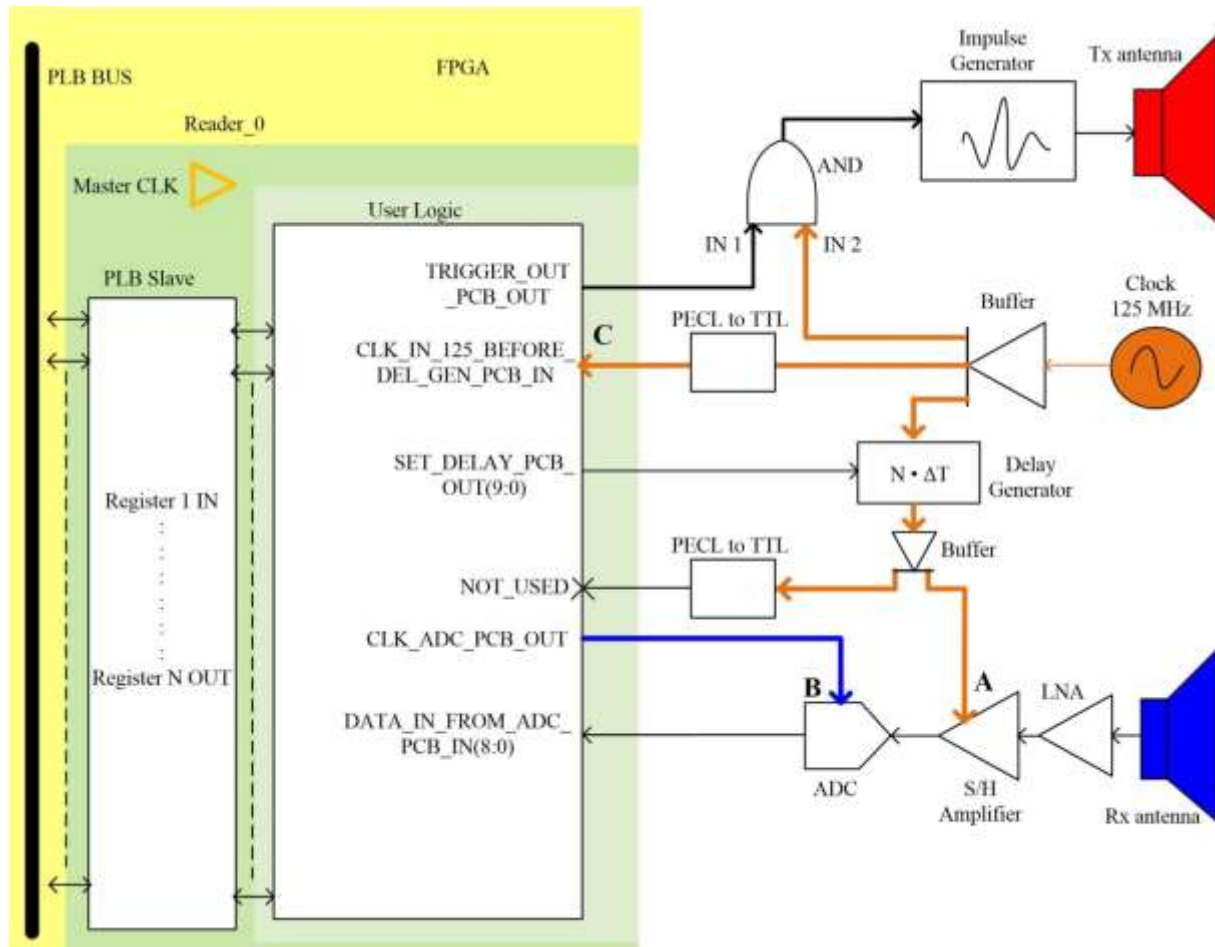 PLB BUS
FPGA
Reader_0
Master CLK
User Logic
PLB Slave
Register 1 IN
Register N OUT
TRIGGER_OUT
_PCB_OUT
CLK_IN_125_BEFORE_
DEL_GEN_PCB_IN
SET_DELAY_PCB_
OUT(9:0)
NOT_USED
CLK_ADC_PCB_OUT
DATA_IN_FROM_ADC_
PCB_IN(8:0)
Impulse
Generator
Tx antenna
AND
IN 1
IN 2
Buffer
Clock
125 MHz
PECL to TTL
C
N • ΔT
Delay
Generator
PECL to TTL
Buffer
B
A
LNA
ADC
S/H
Amplifier
Rx antenna